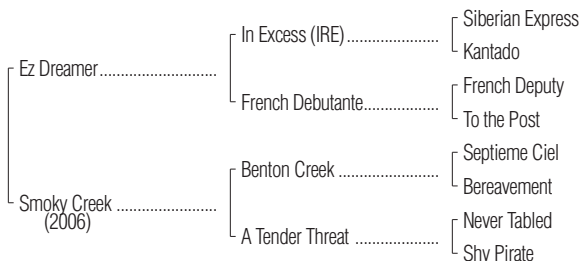 Siberian Express
In Excess (IRE)
Kantado
Ez Dreamer
French Deputy
French Debutante
To the Post
Septieme Ciel
Benton Creek
Bereavement
Smoky Creek
(2006)
Never Tabled
A Tender Threat
Shy Pirate